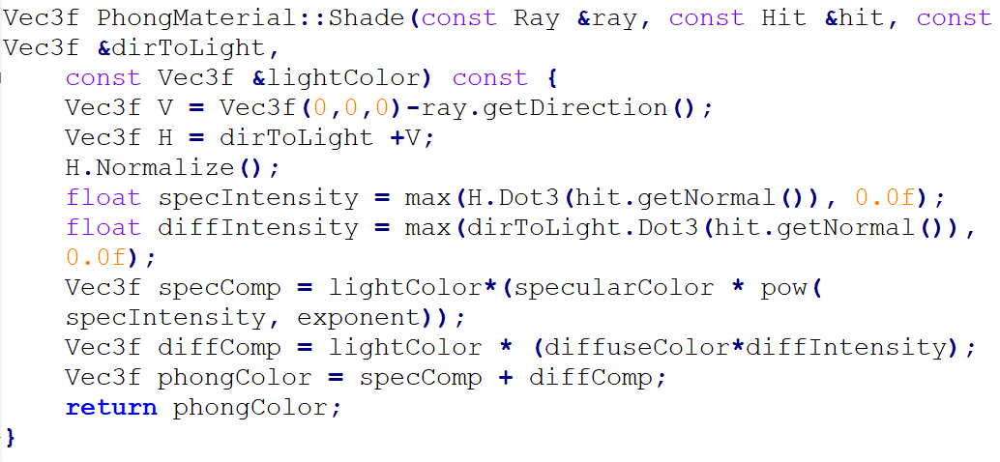 Vec3f PhongMaterial::Shade(const Ray &ray, const Hit &hit, const
Vec3f &dirToLight,
    const Vec3f &lightColor) const {
    Vec3f V = Vec3f(0,0,0)-ray.getDirection();
    Vec3f H = dirToLight +V;
    H.Normalize();
    float specIntensity = max(H.Dot3(hit.getNormal()), 0.0f);
    float diffIntensity = max(dirToLight.Dot3(hit.getNormal()),
    0.0f);
    Vec3f specComp = lightColor*(specularColor * pow(
    specIntensity, exponent));
    Vec3f diffComp = lightColor * (diffuseColor*diffIntensity);
    Vec3f phongColor = specComp + diffComp;
    return phongColor;
}